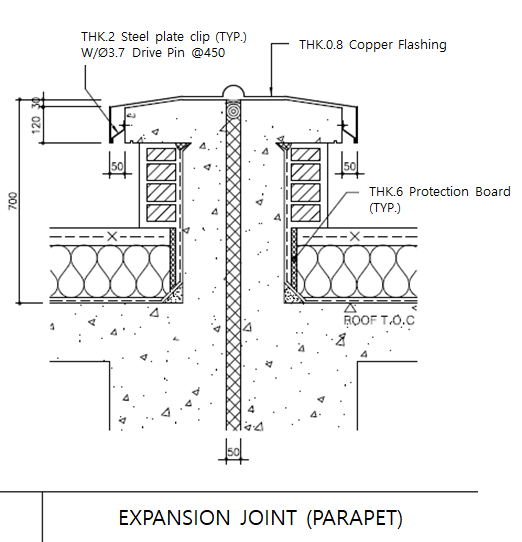 THK.2 Steel plate clip (TYP.)
W/Ø3.7 Drive Pin @450
THK.0.8 Copper Flashing
30
120
50
50
700
THK.6 Protection Board
(TYP.)
ROOF T.O.C
50
EXPANSION JOINT (PARAPET)